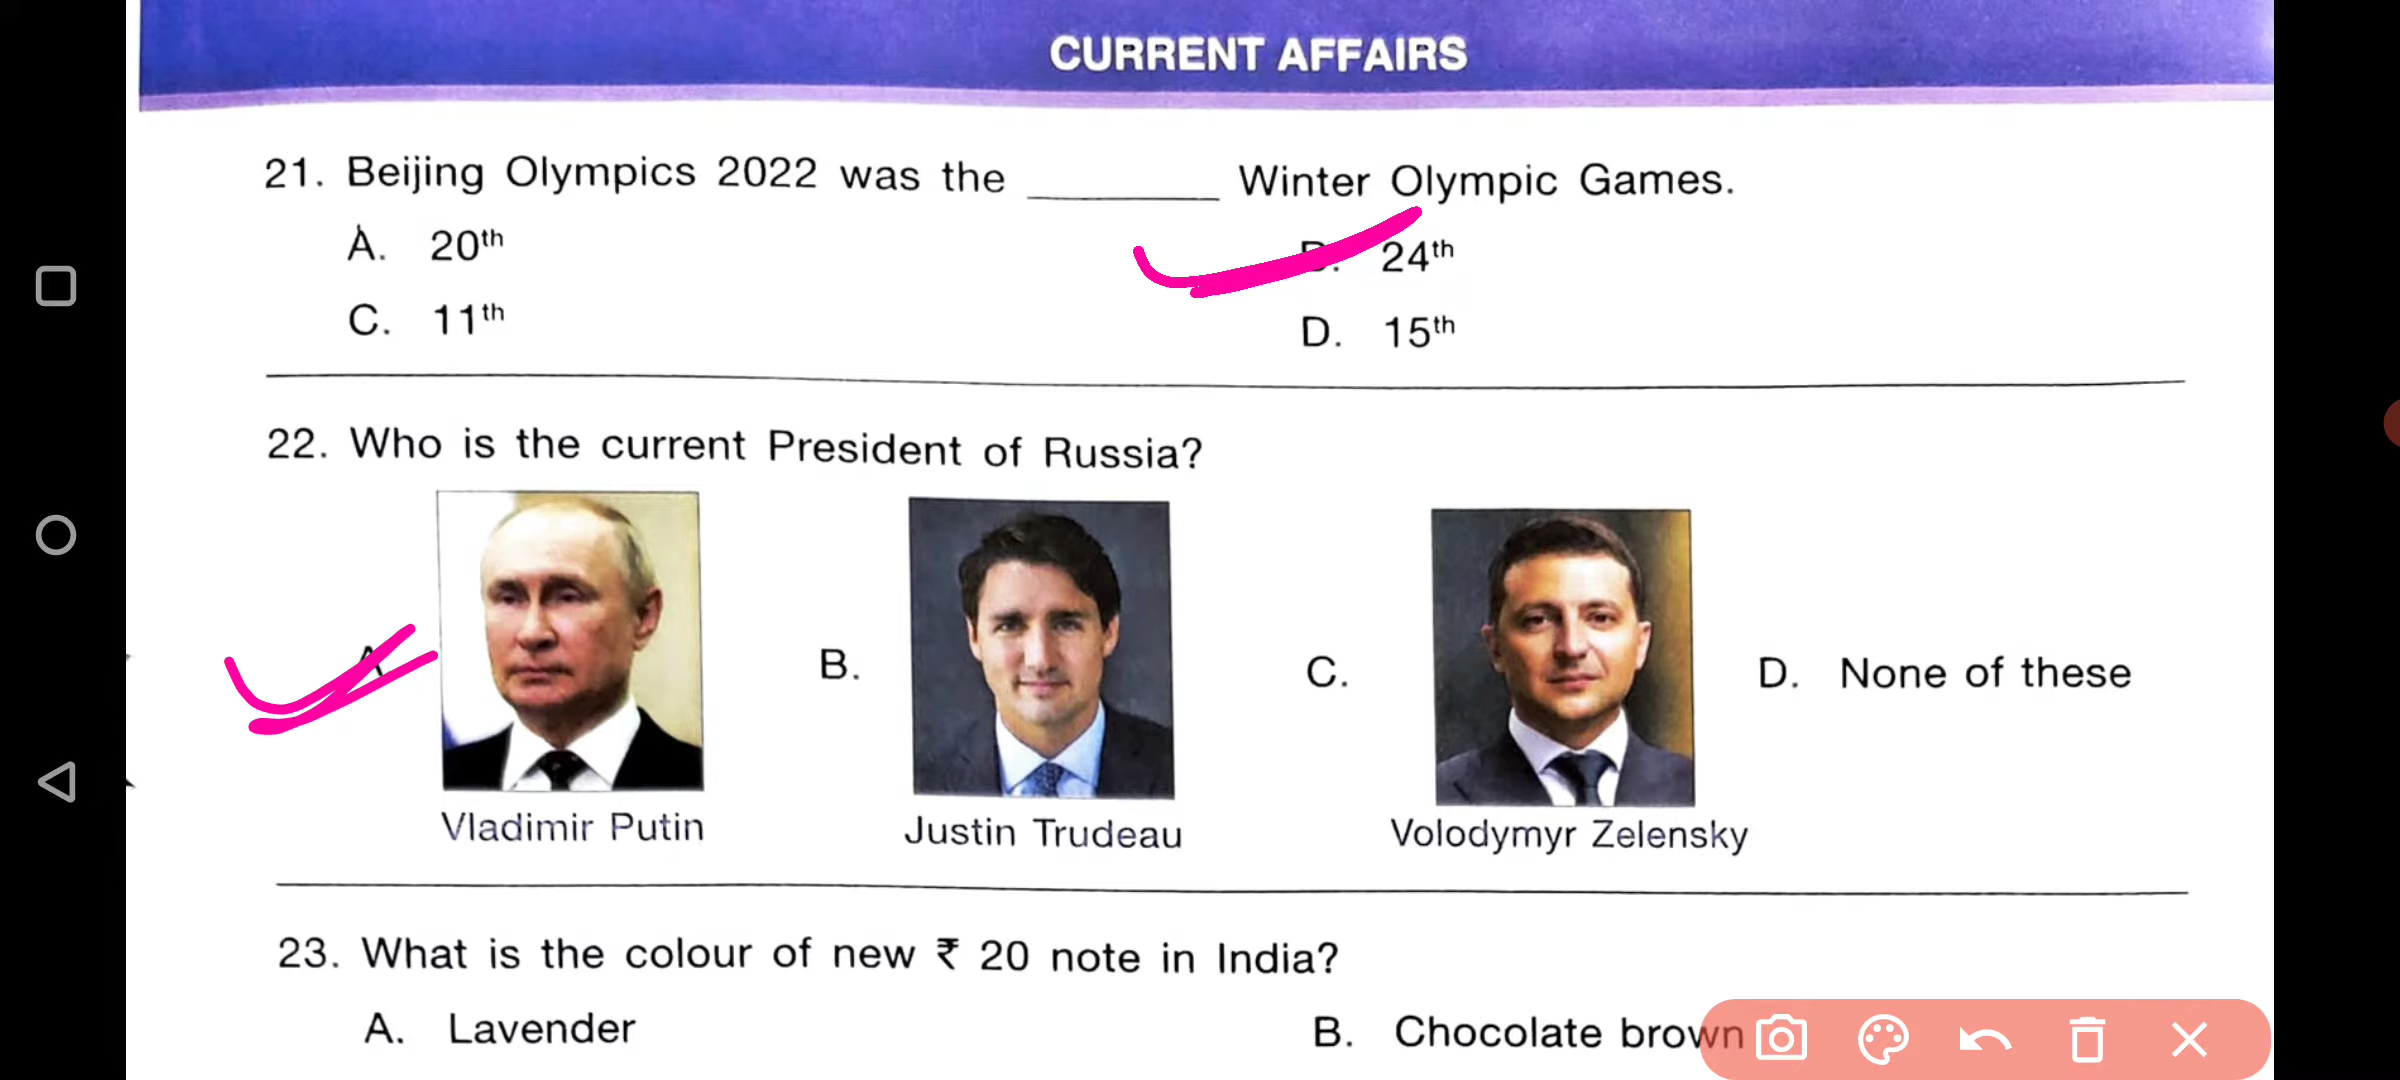 CURRENT AFFAIRS
21. Beijing Olympics 2022 was the ________ Winter Olympic Games.
A. 20th
B. 24th
C. 11th
D. 15th
22. Who is the current President of Russia?
A.
B.
C.
D. None of these
Vladimir Putin
Justin Trudeau
Volodymyr Zelensky
23. What is the colour of new ₹ 20 note in India?
A. Lavender
B. Chocolate brown